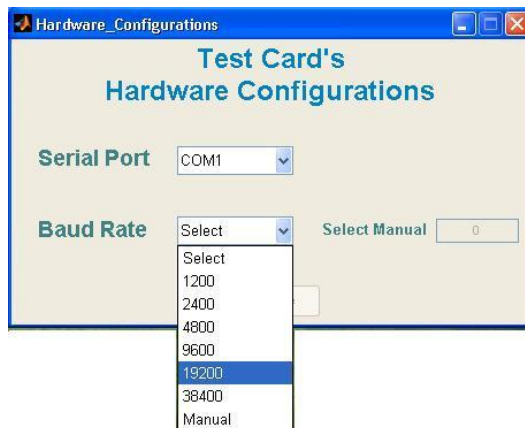 Hardware_Configurations
Test Card's
Hardware Configurations
Serial Port COM1
Baud Rate Select Select Manual 0
Select
1200
2400
4800
9600
19200
38400
Manual